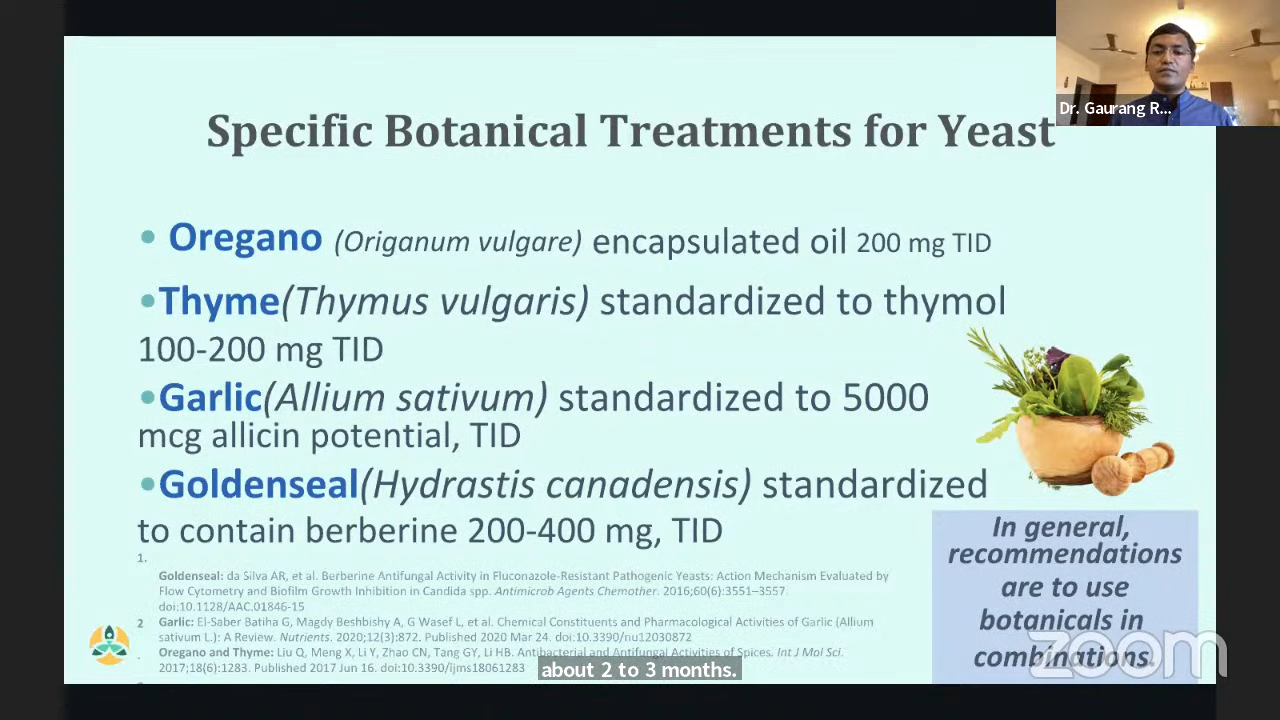 Dr. Gaurang R...
Specific Botanical Treatments for Yeast
• Oregano (Origanum vulgare) encapsulated oil 200 mg TID
•Thyme(Thymus vulgaris) standardized to thymol
100-200 mg TID
•Garlic(Allium sativum) standardized to 5000
mcg allicin potential, TID
•Goldenseal(Hydrastis canadensis) standardized
to contain berberine 200-400 mg, TID
In general,
recommendations
are to use
botanicals in
combinations.
1.
Goldenseal: da Silva AR, et al. Berberine Antifungal Activity in Fluconazole-Resistant Pathogenic Yeasts: Action Mechanism Evaluated by
Flow Cytometry and Biofilm Growth Inhibition in Candida spp. Antimicrob Agents Chemother. 2016;60(6):3551–3557.
doi:10.1128/AAC.01846-15
2 Garlic: El-Saber Batiha G, Magdy Beshbishy A, G Wasef L, et al. Chemical Constituents and Pharmacological Activities of Garlic (Allium
sativum L.): A Review. Nutrients. 2020;12(3):872. Published 2020 Mar 24. doi:10.3390/nu12030872
Oregano and Thyme: Liu Q, Meng X, Li Y, Zhao CN, Tang GY, Li HB. Antibacterial and Antifungal Activities of Spices. Int J Mol Sci.
2017;18(6):1283. Published 2017 Jun 16. doi:10.3390/ijms18061283
about 2 to 3 months.
zoom